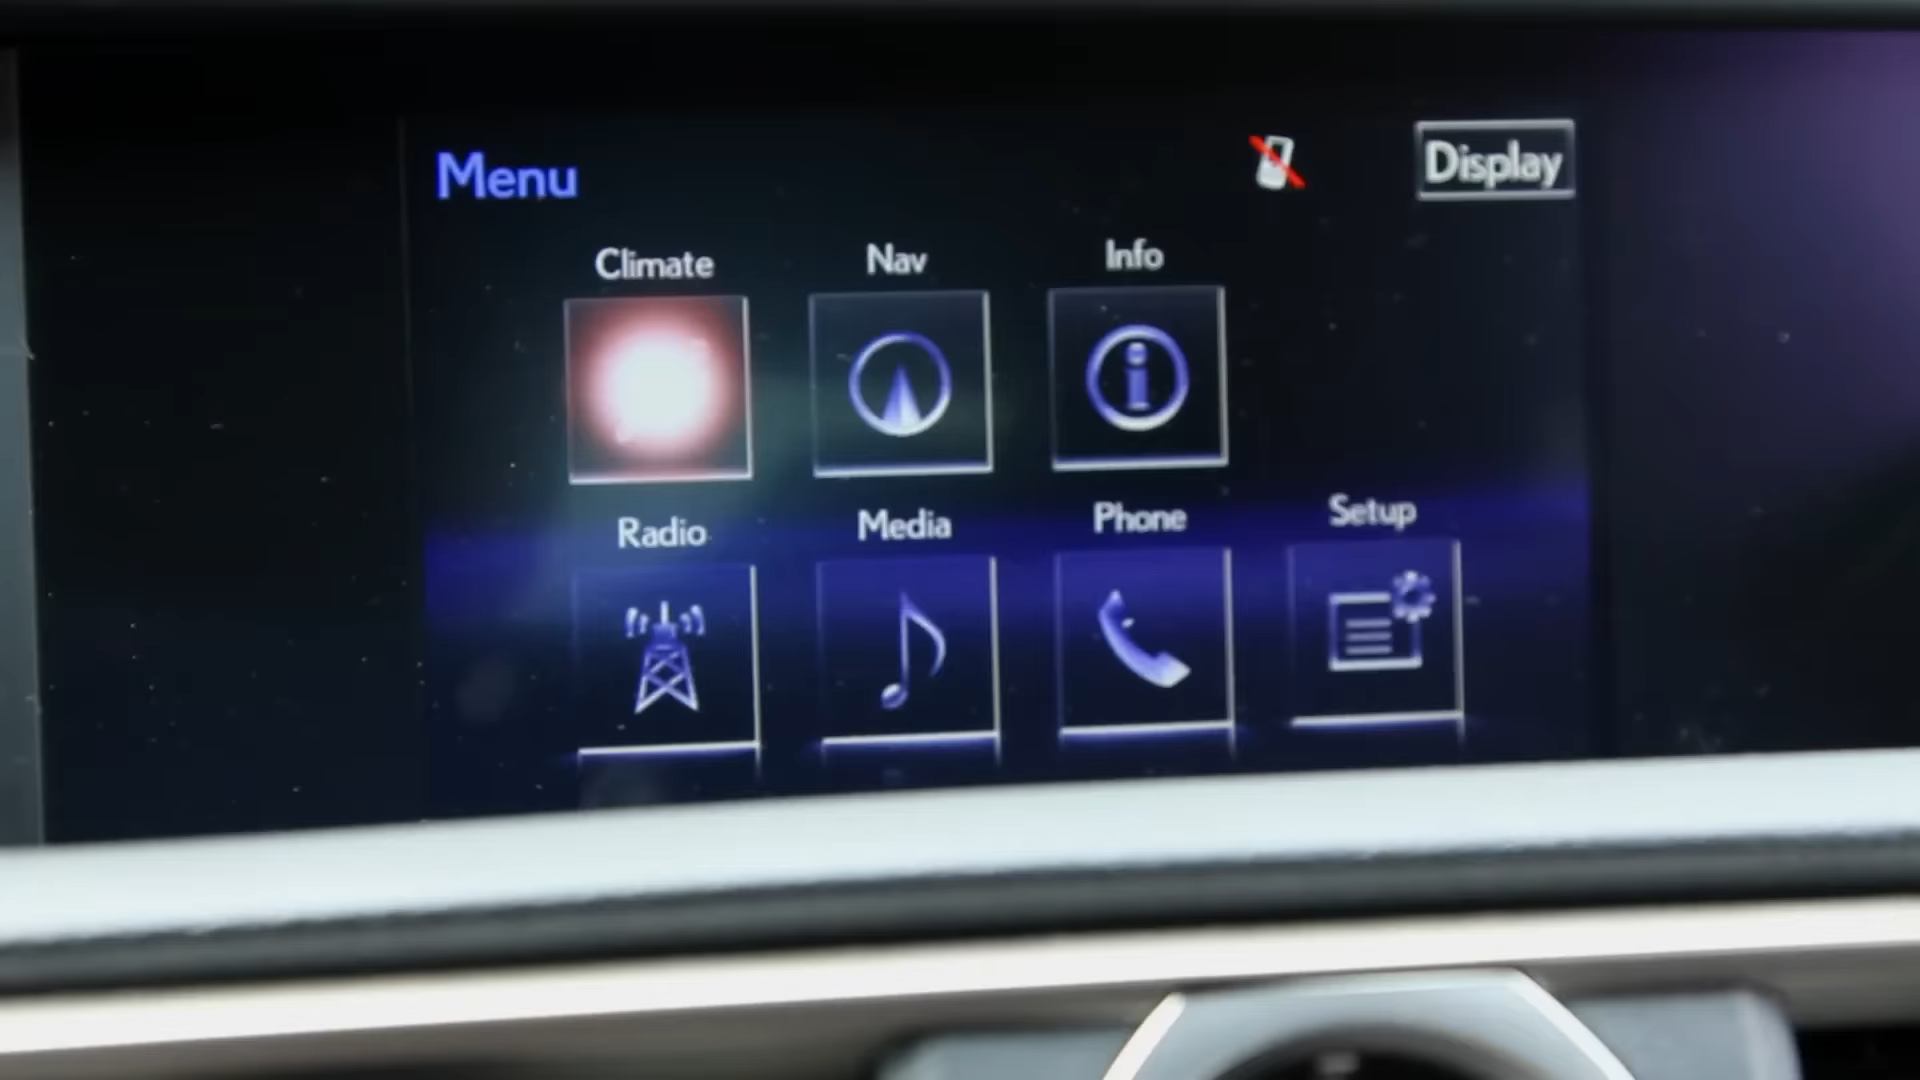 Menu
Display
Climate
Nav
Info
Radio
Media
Phone
Setup